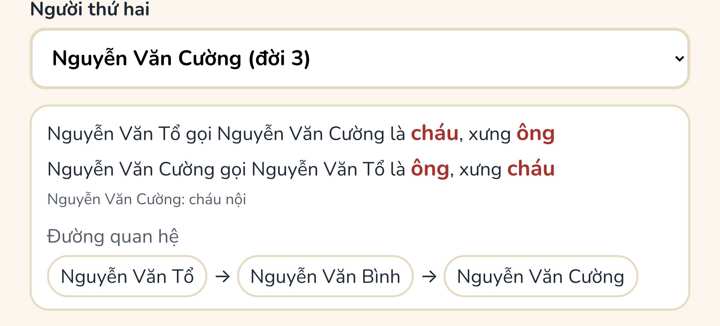 Người thứ hai
Nguyễn Văn Cường (đời 3)
Nguyễn Văn Tổ gọi Nguyễn Văn Cường là cháu, xưng ông
Nguyễn Văn Cường gọi Nguyễn Văn Tổ là ông, xưng cháu
Nguyễn Văn Cường: cháu nội
Đường quan hệ
Nguyễn Văn Tổ → Nguyễn Văn Bình → Nguyễn Văn Cường